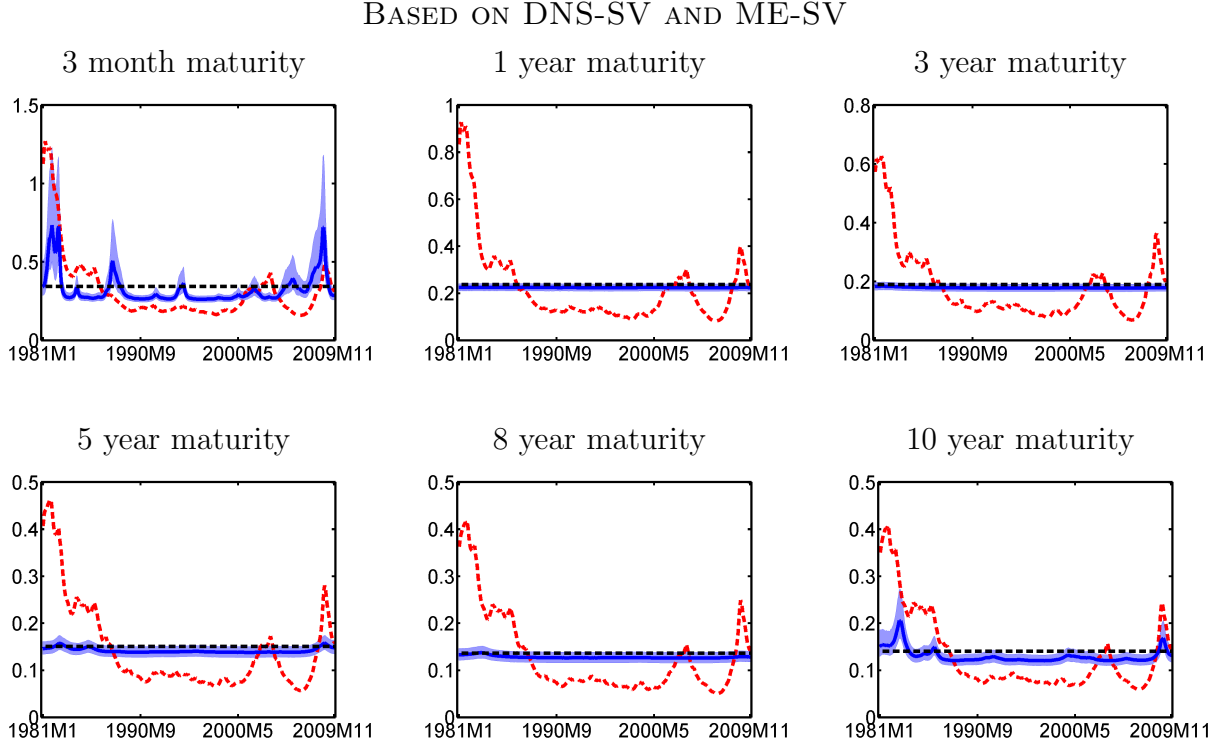 BASED ON DNS-SV AND ME-SV
3 month maturity
1.5
1
0.5
0
1981M1 1990M9 2000M5 2009M11
1 year maturity
1
0.8
0.6
0.4
0.2
0
1981M1 1990M9 2000M5 2009M11
3 year maturity
0.8
0.6
0.4
0.2
0
1981M1 1990M9 2000M5 2009M11
5 year maturity
0.5
0.4
0.3
0.2
0.1
0
1981M1 1990M9 2000M5 2009M11
8 year maturity
0.5
0.4
0.3
0.2
0.1
0
1981M1 1990M9 2000M5 2009M11
10 year maturity
0.5
0.4
0.3
0.2
0.1
0
1981M1 1990M9 2000M5 2009M11